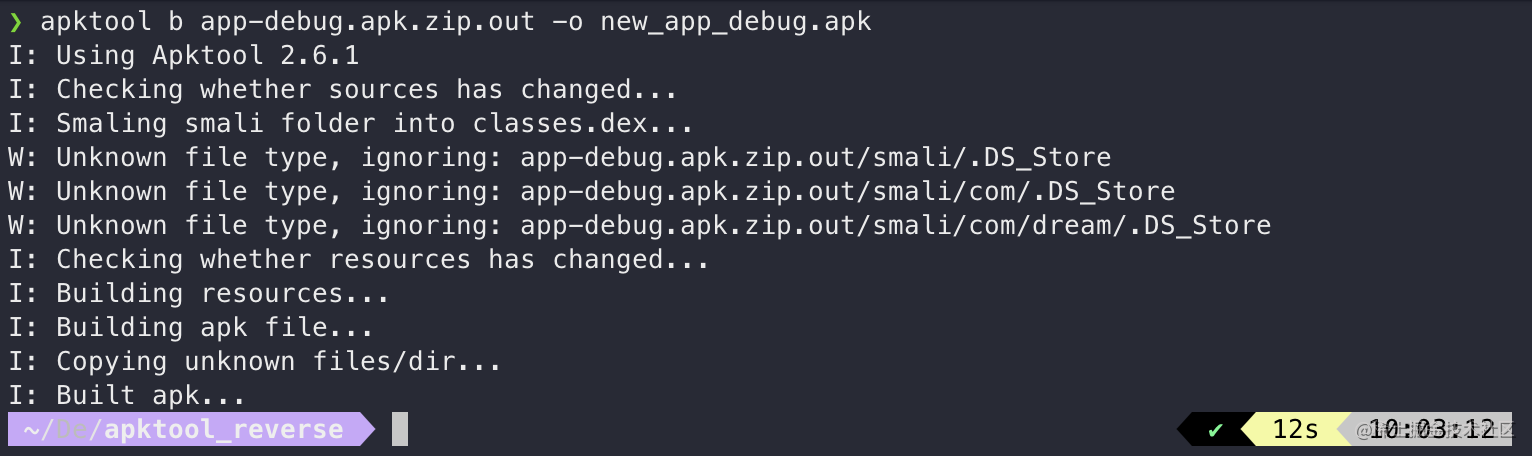 ❯ apktool b app-debug.apk.zip.out -o new_app_debug.apk
I: Using Apktool 2.6.1
I: Checking whether sources has changed...
I: Smaling smali folder into classes.dex...
W: Unknown file type, ignoring: app-debug.apk.zip.out/smali/.DS_Store
W: Unknown file type, ignoring: app-debug.apk.zip.out/smali/com/.DS_Store
W: Unknown file type, ignoring: app-debug.apk.zip.out/smali/com/dream/.DS_Store
I: Checking whether resources has changed...
I: Building resources...
I: Building apk file...
I: Copying unknown files/dir...
I: Built apk...
~/De/apktool_reverse ✔ 12s 10:03:12
@稀土掘金技术社区